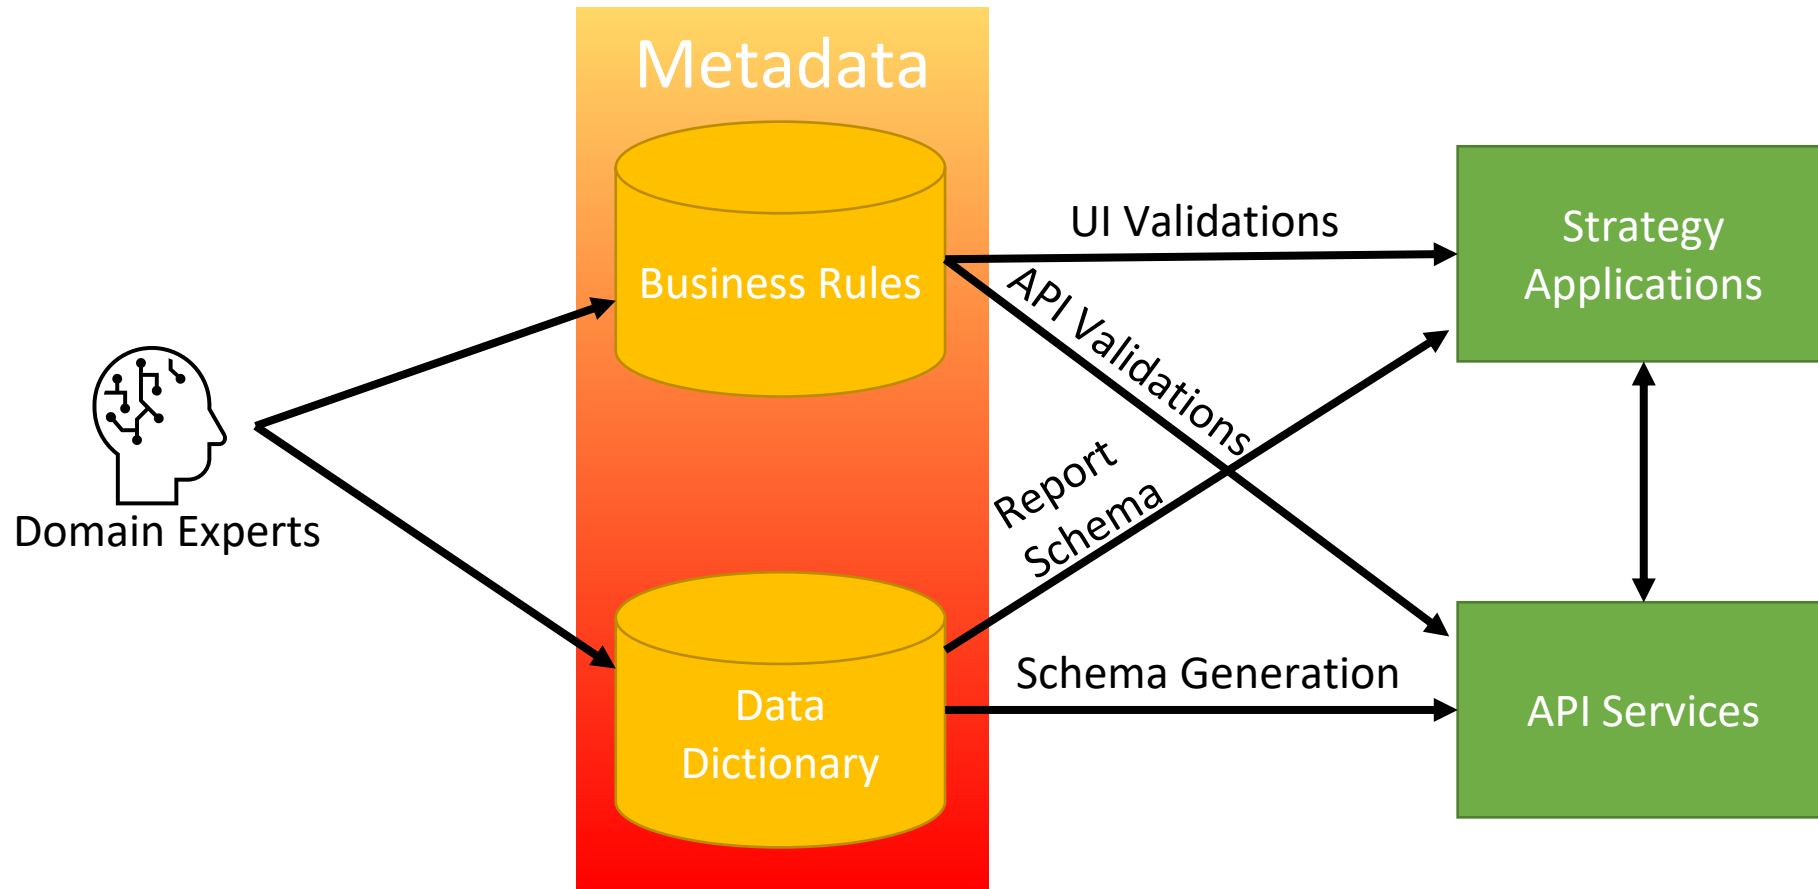 Metadata
Business Rules
Data
Dictionary
Domain Experts
UI Validations
API Validations
Report
Schema
Schema Generation
Strategy
Applications
API Services